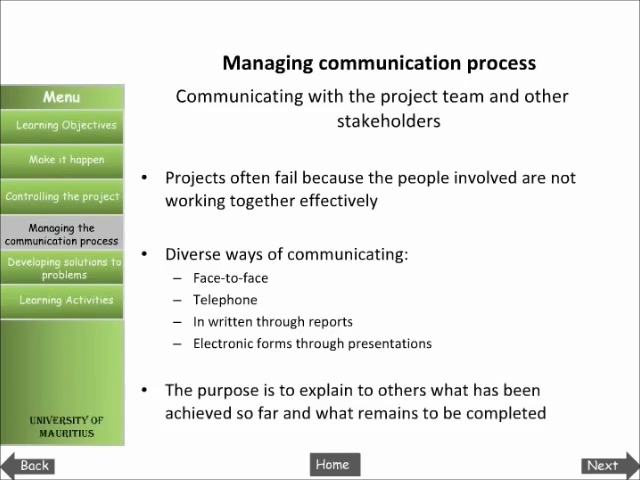 Managing communication process
Communicating with the project team and other
stakeholders
Menu
Learning Objectives
Make it happen
Controlling the project
Managing the
communication process
Developing solutions to
problems
Learning Activities
UNIVERSITY OF
MAURITIUS
• Projects often fail because the people involved are not
working together effectively
• Diverse ways of communicating:
– Face-to-face
– Telephone
– In written through reports
– Electronic forms through presentations
• The purpose is to explain to others what has been
achieved so far and what remains to be completed
Back
Home
Next